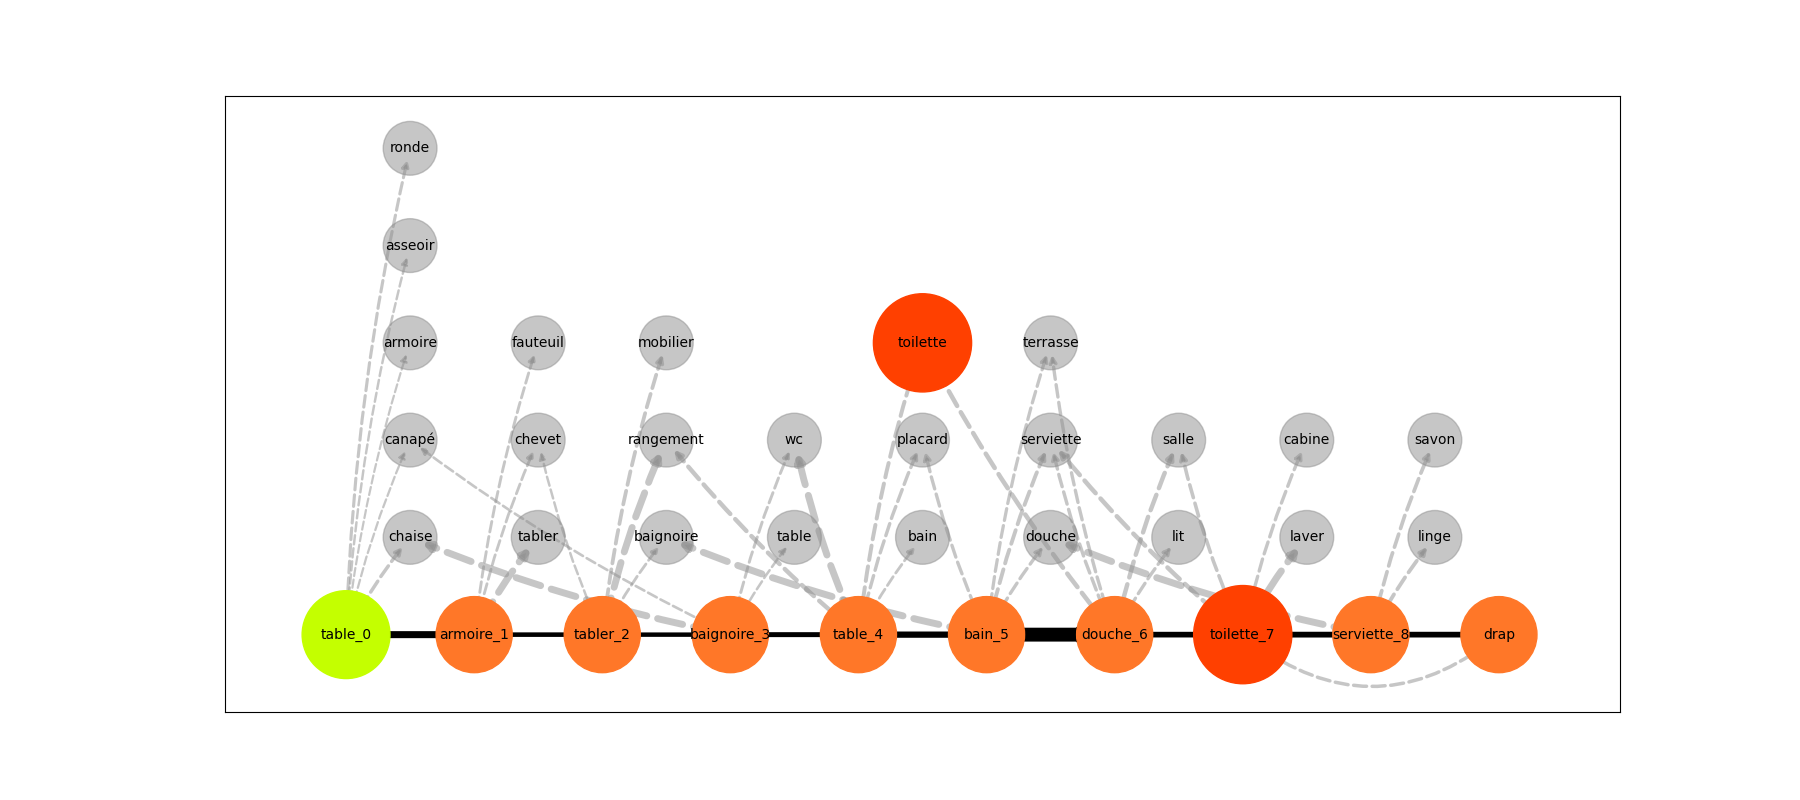 ronde
asseoir
armoire fauteuil mobilier toilette terrasse
canapé chevet rangement wc placard serviette salle cabine savon
chaise tabler baignoire table bain douche lit laver linge
table_0 armoire_1 tabler_2 baignoire_3 table_4 bain_5 douche_6 toilette_7 serviette_8 drap